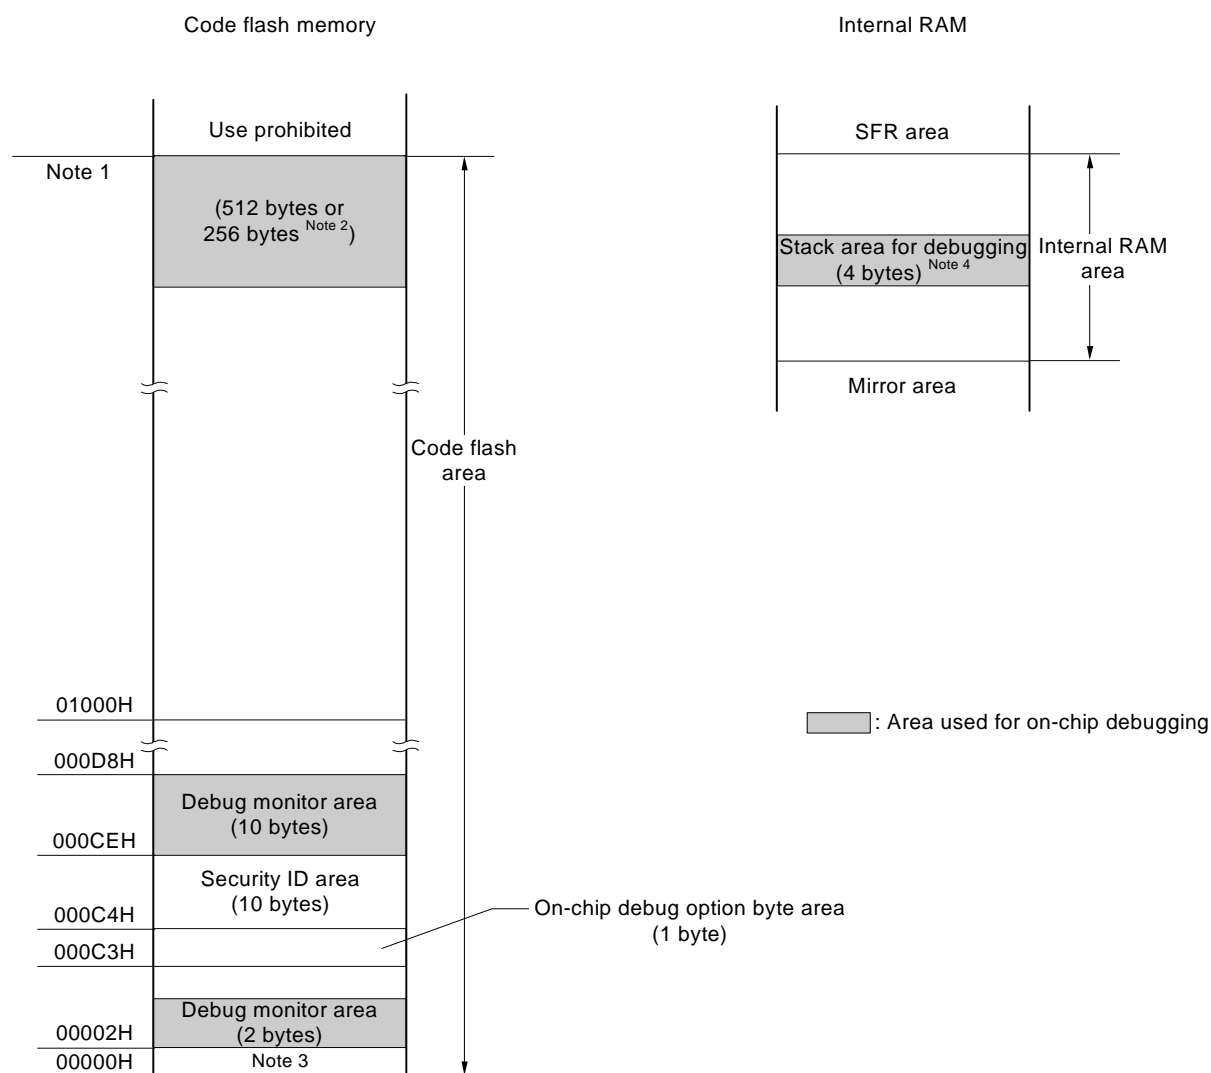 Code flash memory
Use prohibited
Note 1
(512 bytes or
256 bytes Note 2)
Code flash
area
01000H
000D8H
Debug monitor area
(10 bytes)
000CEH
Security ID area
(10 bytes)
000C4H
On-chip debug option byte area
(1 byte)
000C3H
Debug monitor area
(2 bytes)
00002H
00000H
Note 3
Internal RAM
SFR area
Stack area for debugging
(4 bytes) Note 4
Internal RAM
area
Mirror area
: Area used for on-chip debugging